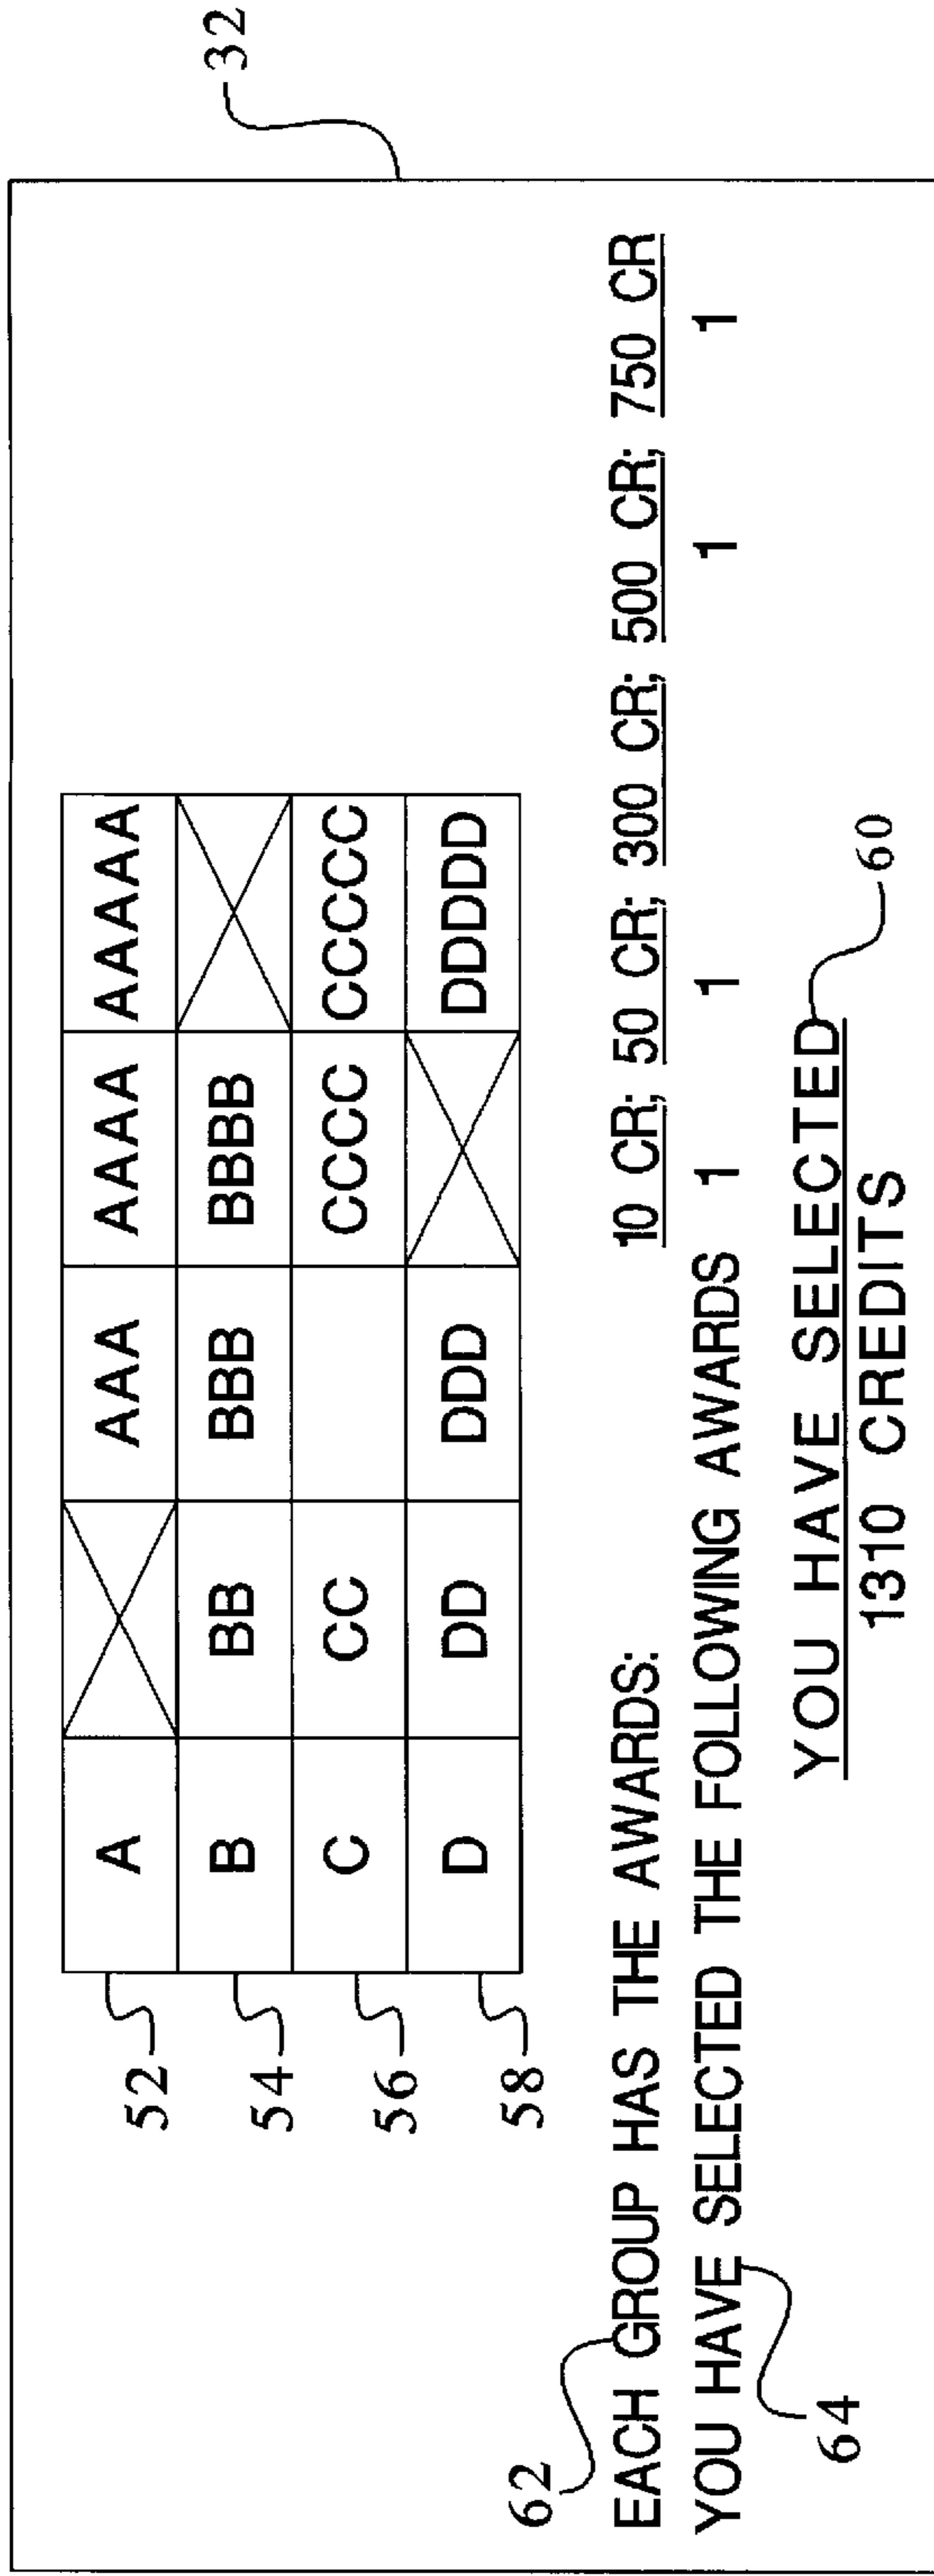 32
52 A AAA AAAA AAAAA
54 B BB BBB BBBB
56 C CC CCCC CCCCC
58 D DD DDD DDDDD
62
EACH GROUP HAS THE AWARDS: 10 CR; 50 CR; 300 CR; 500 CR; 750 CR
YOU HAVE SELECTED THE FOLLOWING AWARDS 1 1 1 1
64
YOU HAVE SELECTED 60
1310 CREDITS